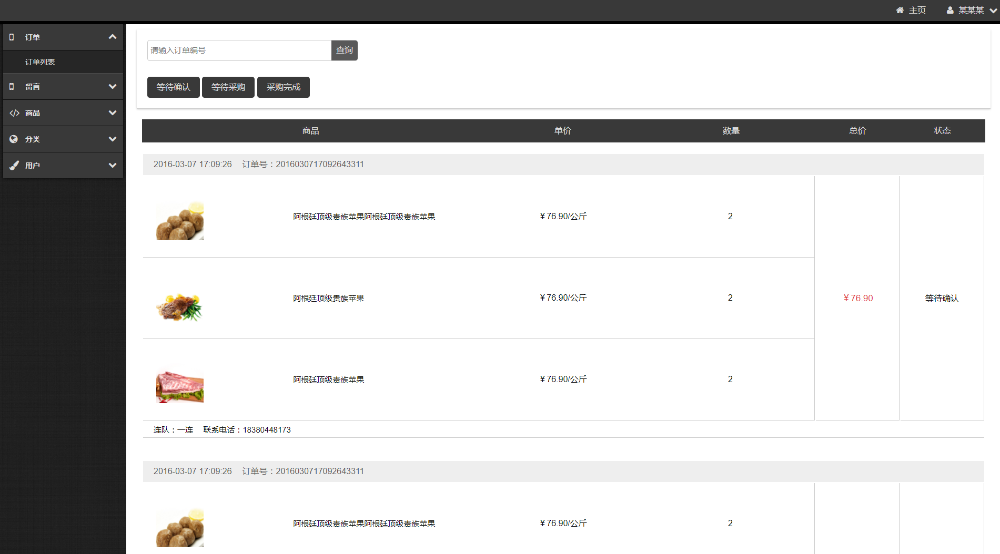 主页 某某某
订单
订单列表
留言
商品
分类
用户
请输入订单编号 查询
等待确认 等待采购 采购完成
商品 单价 数量 总价 状态
2016-03-07 17:09:26 订单号：2016030717092643311
阿根廷顶级贵族苹果阿根廷顶级贵族苹果 ￥76.90/公斤 2
阿根廷顶级贵族苹果 ￥76.90/公斤 2 ￥76.90 等待确认
阿根廷顶级贵族苹果 ￥76.90/公斤 2
连队：一连 联系电话：18380448173
2016-03-07 17:09:26 订单号：2016030717092643311
阿根廷顶级贵族苹果阿根廷顶级贵族苹果 ￥76.90/公斤 2